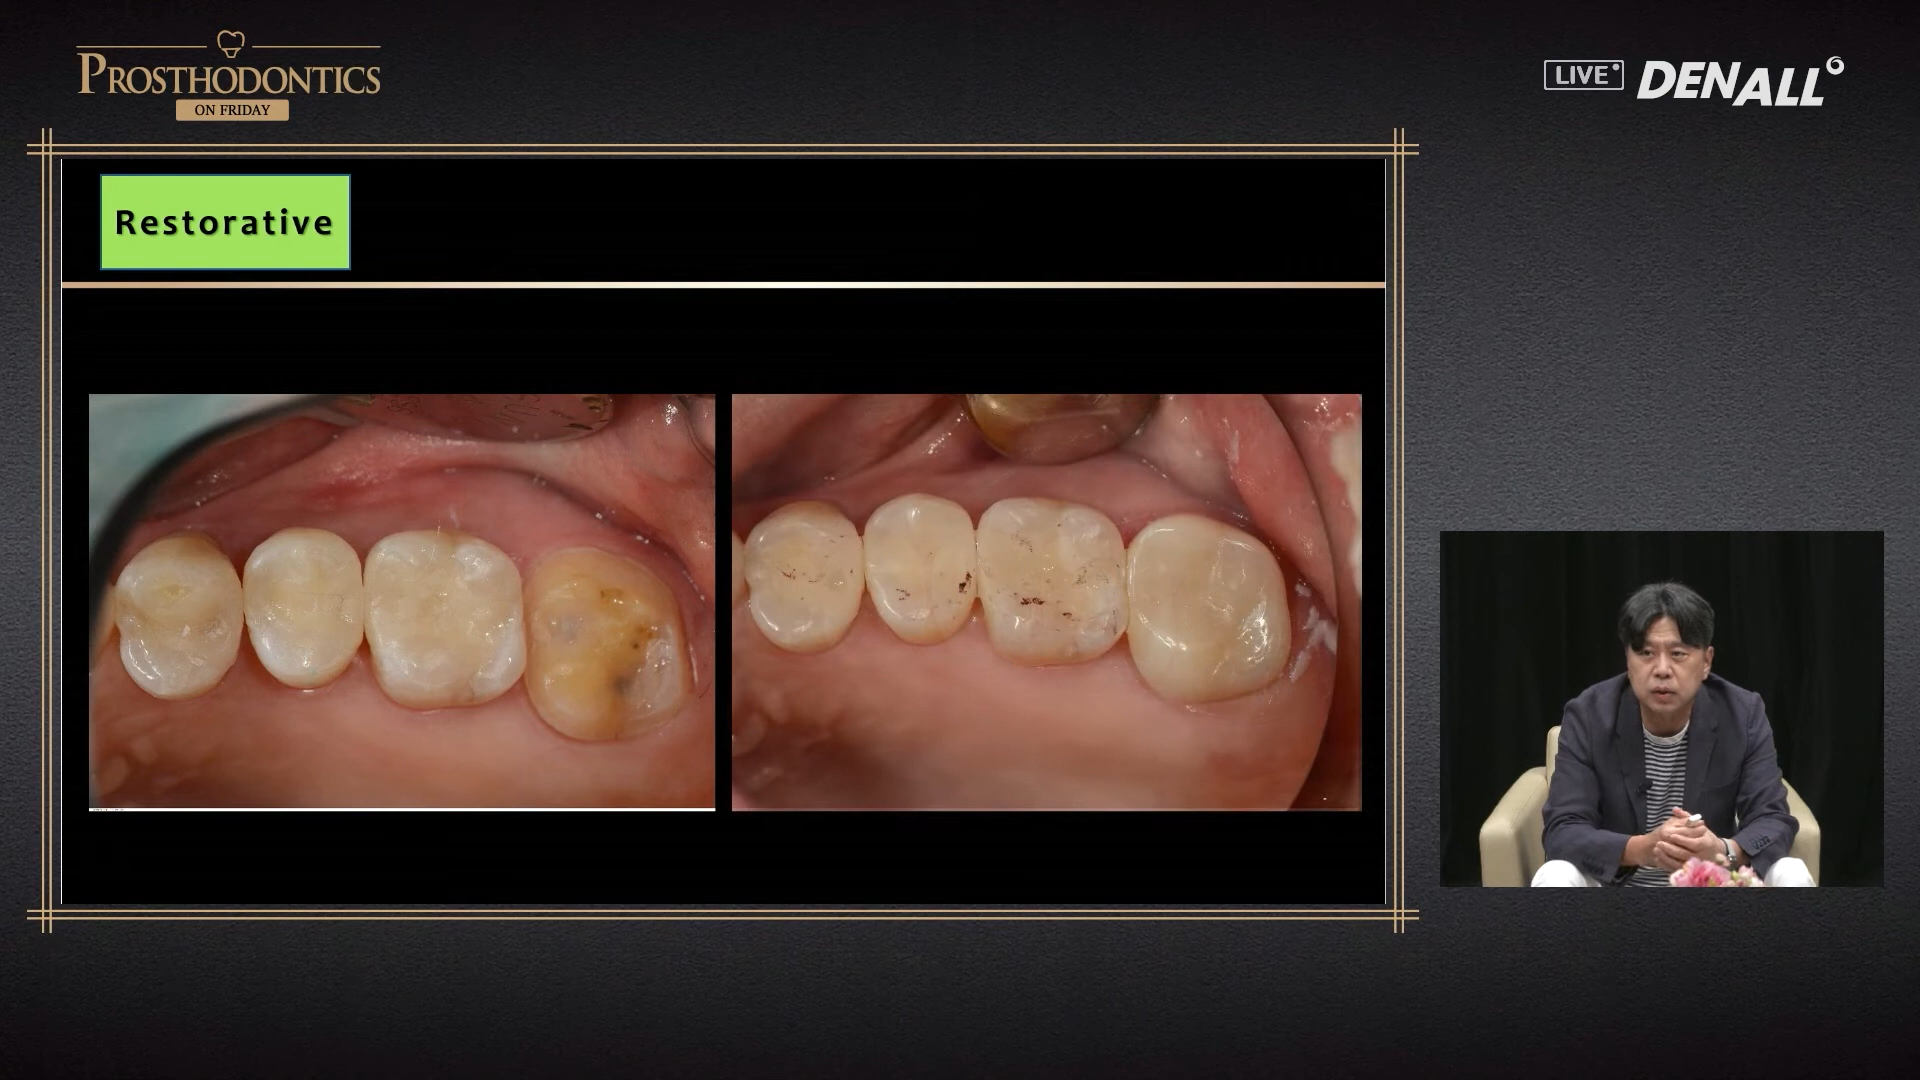 PROSTHODONTICS
ON FRIDAY
LIVE
DENALL
Restorative